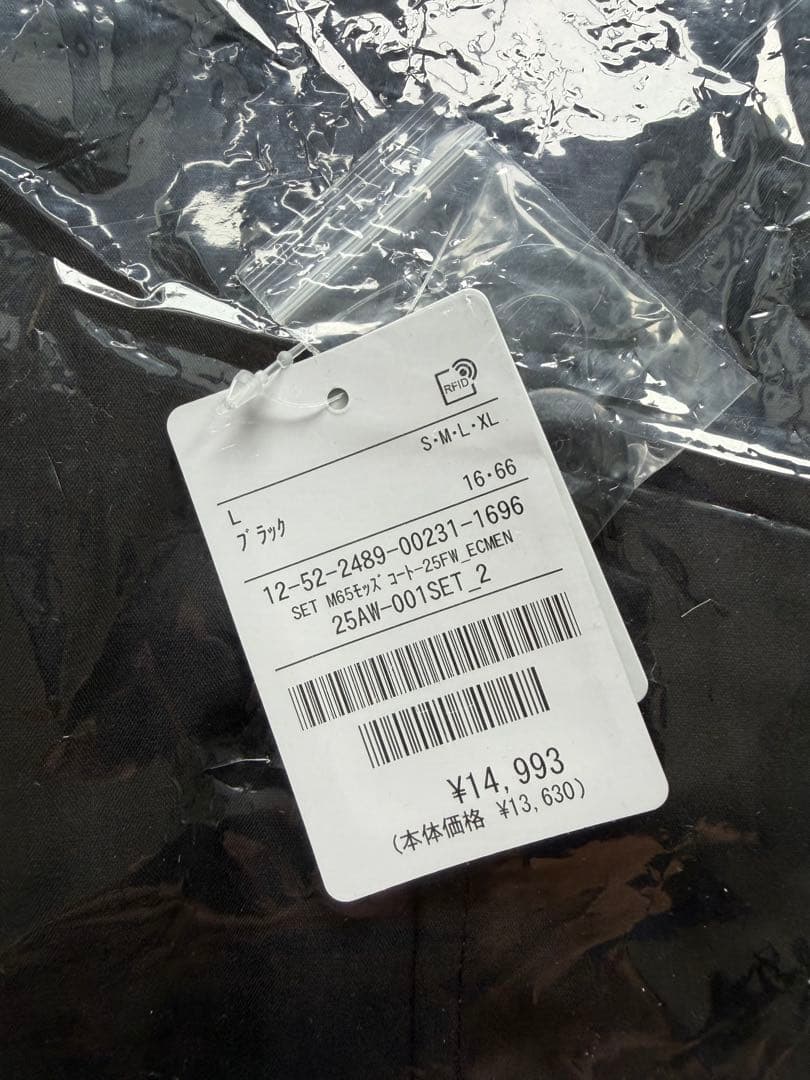 RFID
S・M・L・XL
L
16・66
ﾌﾞﾗｯｸ
12-52-2489-00231-1696
SET M65ﾓｯｽﾞ ｺｰﾄ-25FW_ECMEN
25AW-001SET_2
¥14,993
(本体価格 ¥13,630)